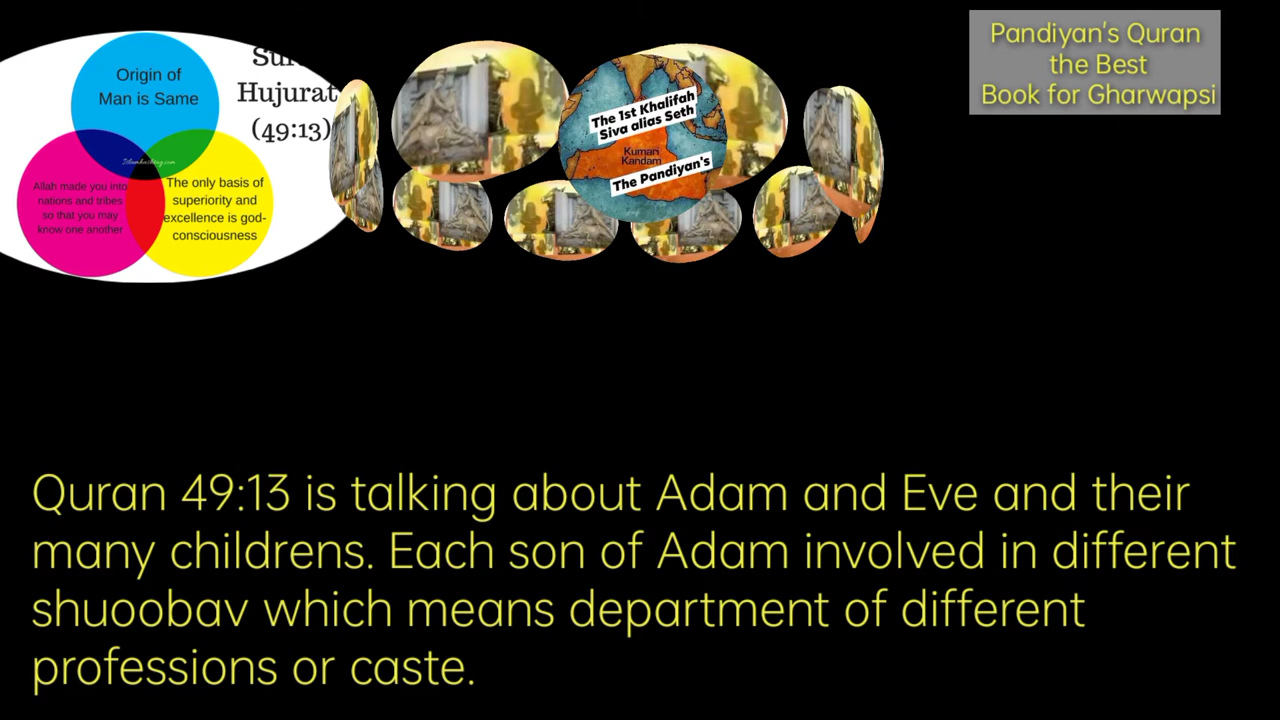 Pandiyan's Quran
the Best
Book for Gharwapsi
Origin of
Man is Same
Hujurat
(49:13)
Islamhashtag.com
Allah made you into
nations and tribes
so that you may
know one another
The only basis of
superiority and
excellence is god-
consciousness
The 1st Khalifah
Siva alias Seth
Kumari
Kandam
The Pandiyan's
Quran 49:13 is talking about Adam and Eve and their
many childrens. Each son of Adam involved in different
shuoobav which means department of different
professions or caste.